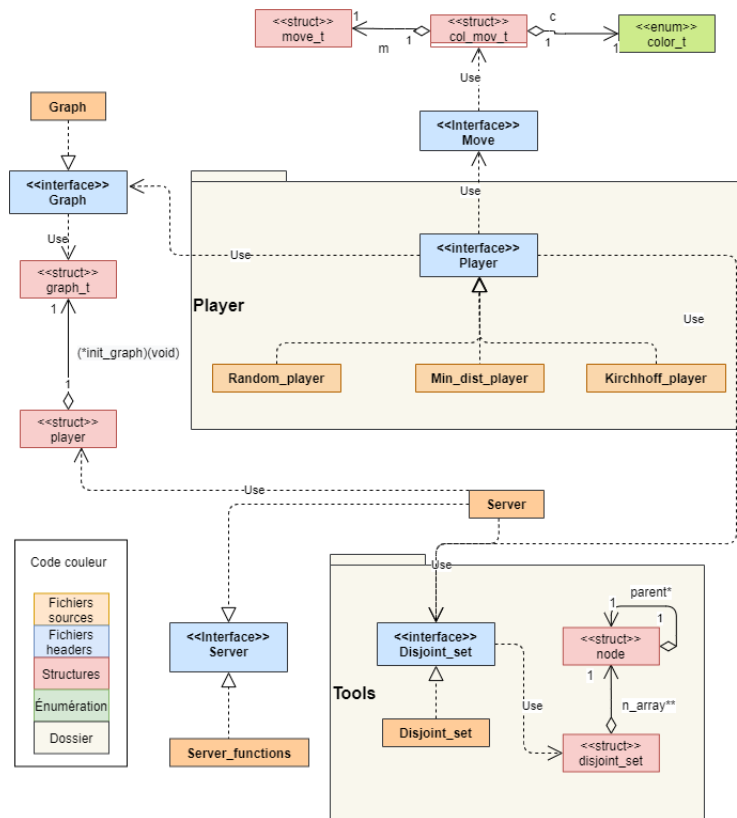 <<struct>>
move_t
1
m
1
<<struct>>
col_mov_t
c
1
1
<<enum>>
color_t
Use
Graph
<<Interface>>
Move
Use
<<interface>>
Graph
Use
<<interface>>
Player
Use
Use
<<struct>>
graph_t
1
Player
Use
(*init_graph)(void)
Random_player
Min_dist_player
Kirchhoff_player
1
<<struct>>
player
Use
Server
Code couleur
Fichiers
sources
Fichiers
headers
Structures
Énumération
Dossier
Use
parent*
1
1
<<Interface>>
Server
<<interface>>
Disjoint_set
<<struct>>
node
1
Tools
n_array**
Use
Server_functions
Disjoint_set
<<struct>>
disjoint_set